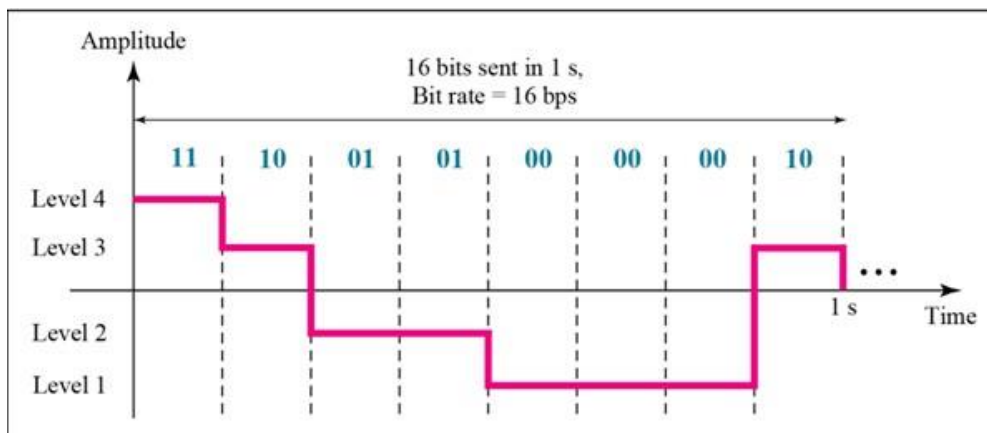 Amplitude
16 bits sent in 1 s,
Bit rate = 16 bps
11 10 01 01 00 00 00 10
Level 4
Level 3
...
1 s
Time
Level 2
Level 1